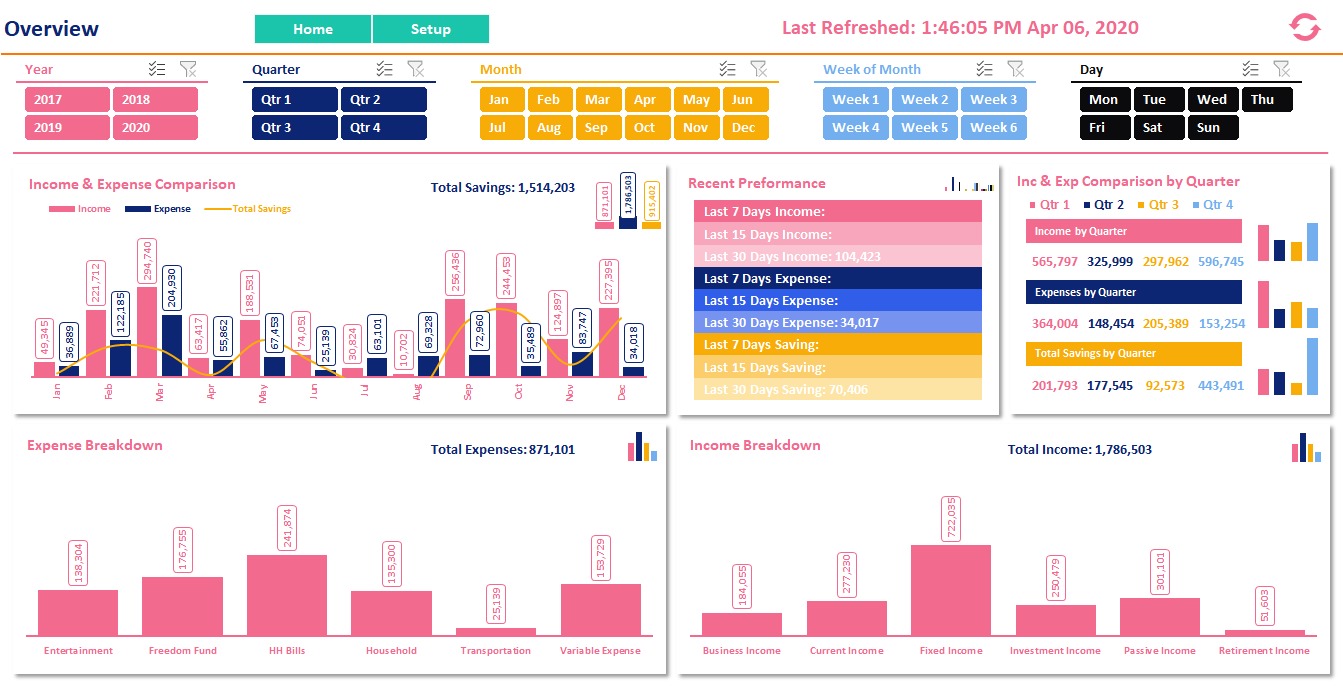 Overview
Home
Setup
Last Refreshed: 1:46:05 PM Apr 06, 2020
Year
Quarter
Month
Week of Month
Day
2017 2018
2019 2020
Qtr 1 Qtr 2
Qtr 3 Qtr 4
Jan Feb Mar Apr May Jun
Jul Aug Sep Oct Nov Dec
Week 1 Week 2 Week 3
Week 4 Week 5 Week 6
Mon Tue Wed Thu
Fri Sat Sun
Income & Expense Comparison
Total Savings: 1,514,203
871,101
1,786,503
915,402
Income Expense Total Savings
49,345
36,889
221,712
122,185
294,740
204,930
63,417
55,862
188,531
67,453
74,051
25,139
30,824
63,101
10,702
69,328
256,436
72,960
244,453
35,489
124,897
83,747
227,395
34,018
Jan
Feb
Mar
Apr
May
Jun
Jul
Aug
Sep
Oct
Nov
Dec
Recent Preformance
Last 7 Days Income:
Last 15 Days Income:
Last 30 Days Income: 104,423
Last 7 Days Expense:
Last 15 Days Expense:
Last 30 Days Expense: 34,017
Last 7 Days Saving:
Last 15 Days Saving:
Last 30 Days Saving: 70,406
Inc & Exp Comparison by Quarter
Qtr 1 Qtr 2 Qtr 3 Qtr 4
Income by Quarter
565,797 325,999 297,962 596,745
Expenses by Quarter
364,004 148,454 205,389 153,254
Total Savings by Quarter
201,793 177,545 92,573 443,491
Expense Breakdown
Total Expenses: 871,101
138,304
176,755
241,874
135,300
25,139
153,729
Entertainment
Freedom Fund
HH Bills
Household
Transportation
Variable Expense
Income Breakdown
Total Income: 1,786,503
184,055
277,230
722,035
250,479
301,101
51,603
Business Income
Current Income
Fixed Income
Investment Income
Passive Income
Retirement Income